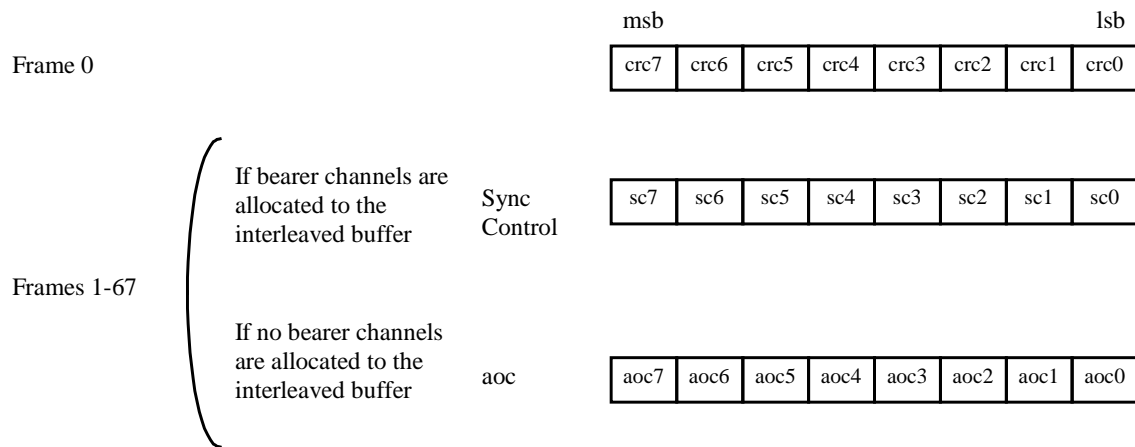 msb lsb
Frame 0 crc7 crc6 crc5 crc4 crc3 crc2 crc1 crc0
If bearer channels are
allocated to the
interleaved buffer
Sync
Control
sc7 sc6 sc5 sc4 sc3 sc2 sc1 sc0
Frames 1-67
If no bearer channels
are allocated to the
interleaved buffer
aoc aoc7 aoc6 aoc5 aoc4 aoc3 aoc2 aoc1 aoc0